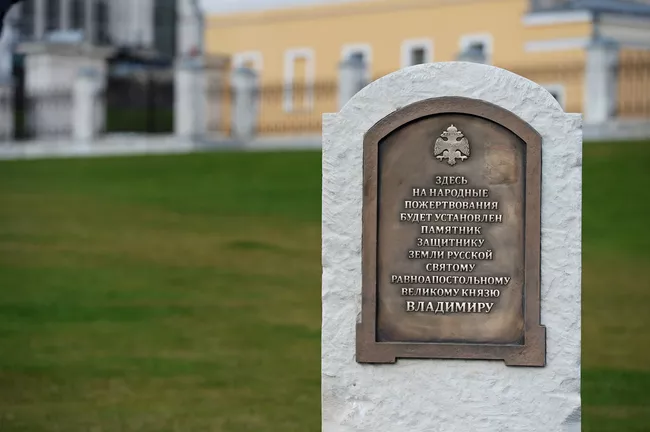 ЗДЕСЬ
НА НАРОДНЫЕ
ПОЖЕРТВОВАНИЯ
БУДЕТ УСТАНОВЛЕН
ПАМЯТНИК
ЗАЩИТНИКУ
ЗЕМЛИ РУССКОЙ
СВЯТОМУ
РАВНОАПОСТОЛЬНОМУ
ВЕЛИКОМУ КНЯЗЮ
ВЛАДИМИРУ